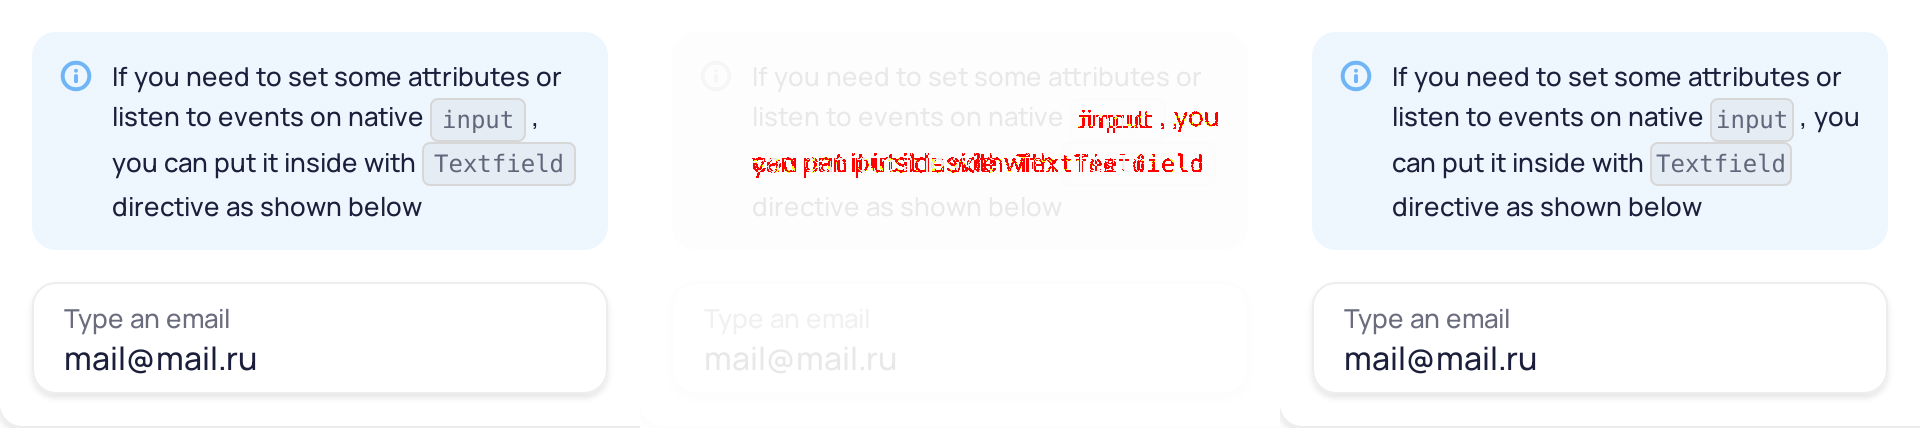 If you need to set some attributes or
listen to events on native input ,
you can put it inside with Textfield
directive as shown below
Type an email
mail@mail.ru
If you need to set some attributes or
listen to events on native input , you
directive as shown below
Type an email
mail@mail.ru
If you need to set some attributes or
listen to events on native input , you
can put it inside with Textfield
directive as shown below
Type an email
mail@mail.ru